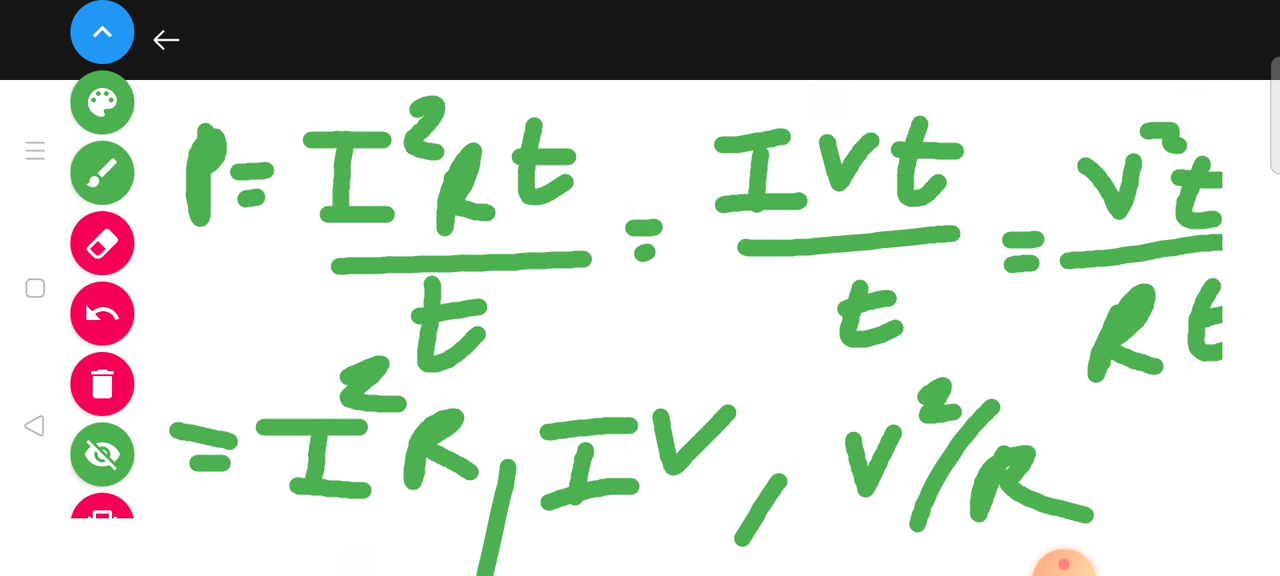 P = I²Rt/t = IVt/t = V²t/Rt
= I²R, IV, V²/R